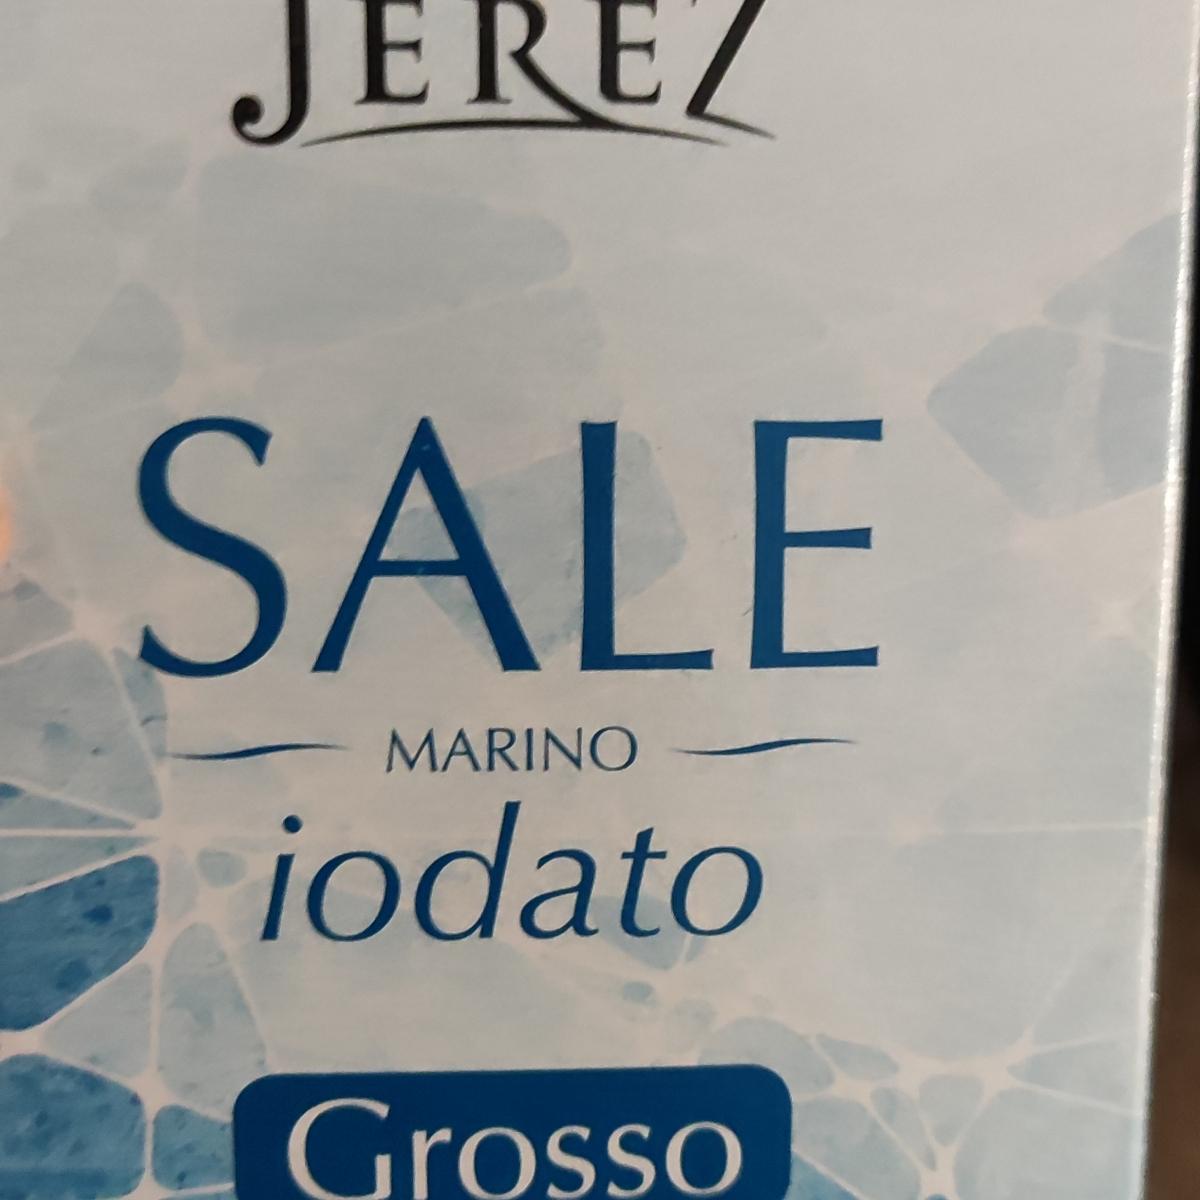 JEREZ
SALE
MARINO
iodato
Grosso